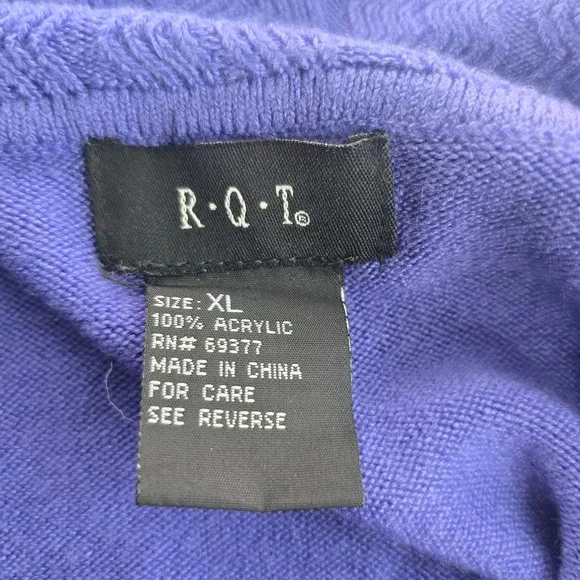 R·Q·T®
SIZE: XL
100% ACRYLIC
RN# 69377
MADE IN CHINA
FOR CARE
SEE REVERSE